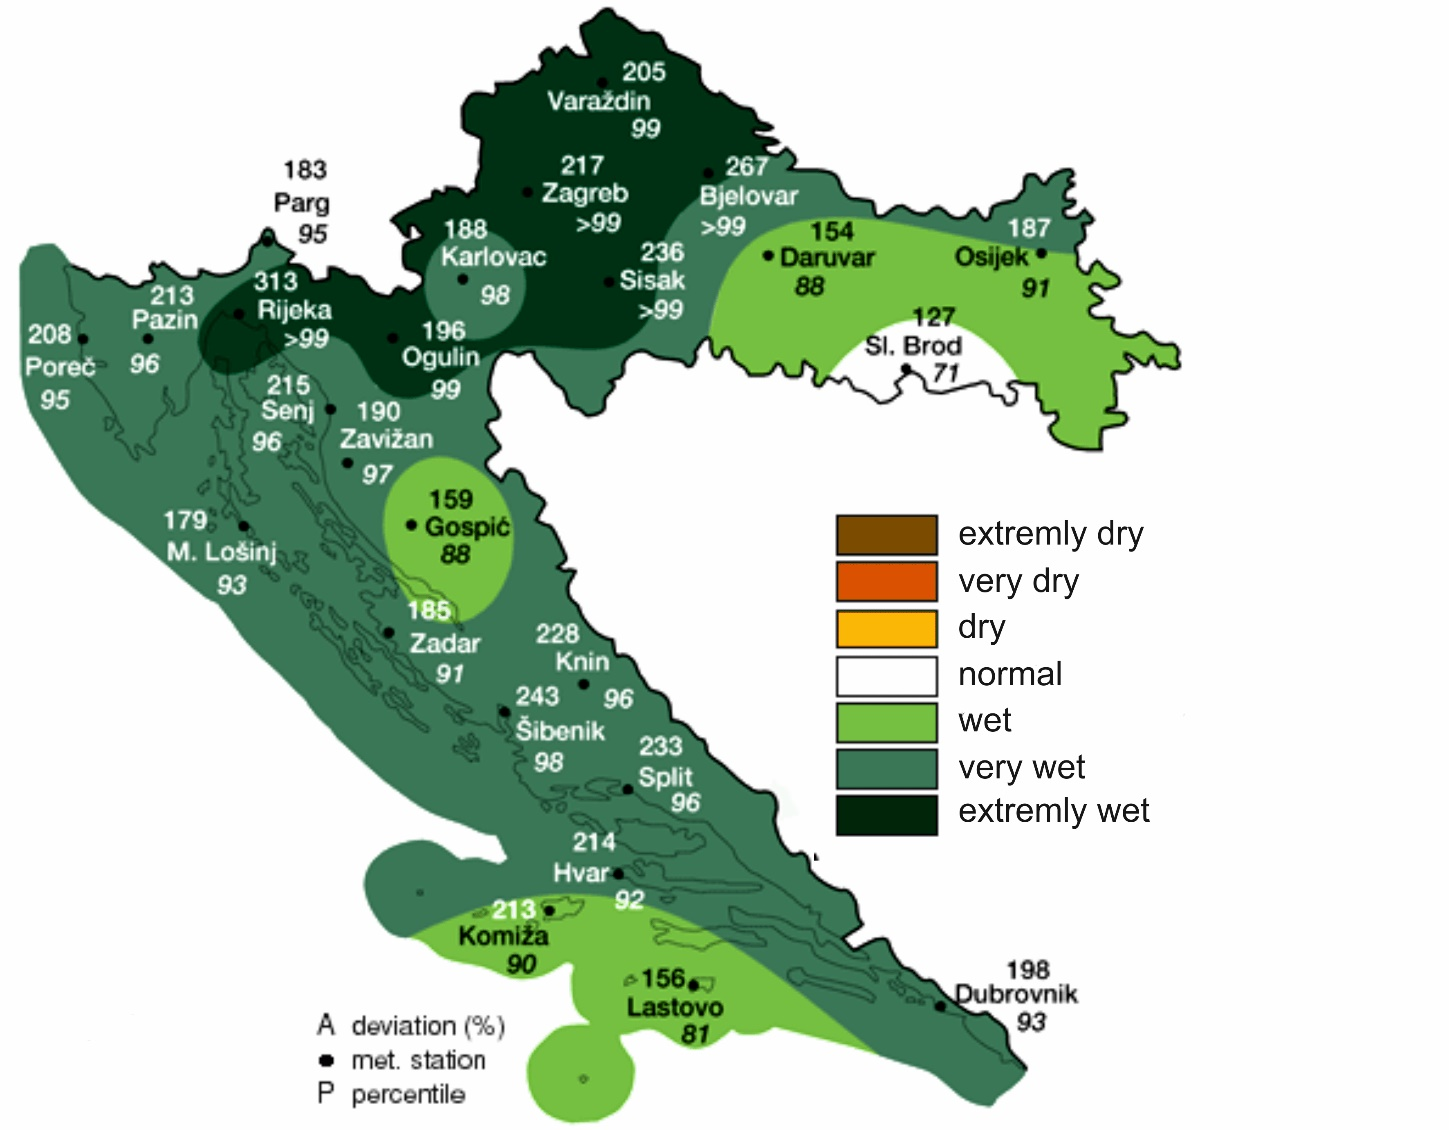 205
Varaždin
99
217
Zagreb
>99
267
Bjelovar
>99
183
Parg
95
188
Karlovac
98
236
Sisak
>99
154
Daruvar
88
187
Osijek
91
313
Rijeka
>99
213
Pazin
96
208
Poreč
95
196
Ogulin
99
127
Sl. Brod
71
215
Senj
96
190
Zavižan
97
159
Gospić
88
179
M. Lošinj
93
185
Zadar
91
228
Knin
96
243
Šibenik
98
233
Split
96
214
Hvar
92
213
Komiža
90
156
Lastovo
81
198
Dubrovnik
93
extremly dry
very dry
dry
normal
wet
very wet
extremly wet
A deviation (%)
met. station
P percentile